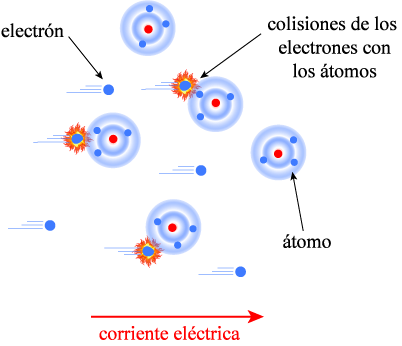 electrón
colisiones de los
electrones con
los átomos
átomo
corriente eléctrica